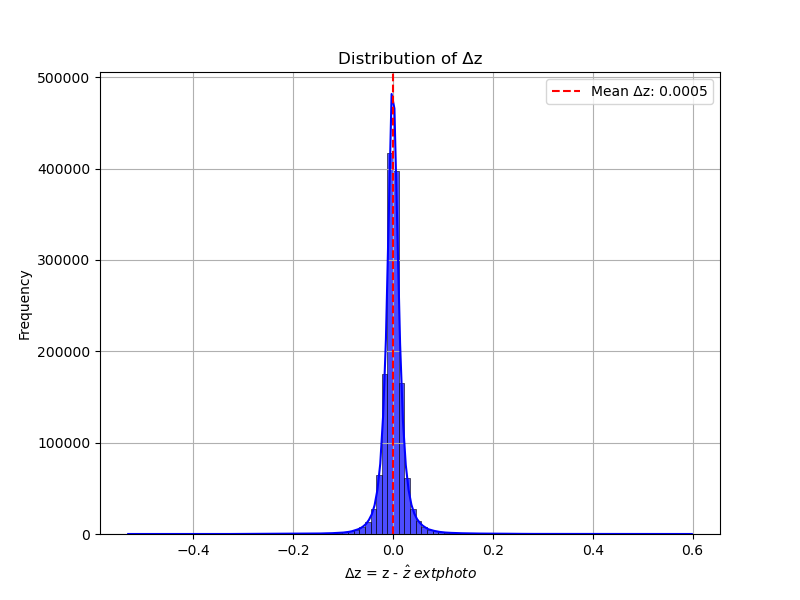 Distribution of Δz
Mean Δz: 0.0005
500000
400000
300000
200000
100000
0
Frequency
−0.4 −0.2 0.0 0.2 0.4 0.6
Δz = z - ẑ extphoto